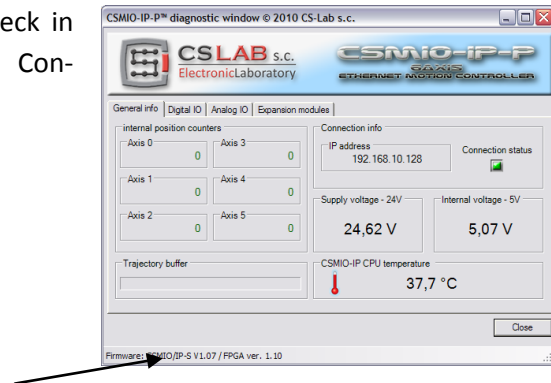 eck in
Con-
CSMIO-IP-P™ diagnostic window © 2010 CS-Lab s.c.
CSLAB s.c.
ElectronicLaboratory
CSMIO-IP-P
6AXIS
ETHERNET MOTION CONTROLLER
General info Digital IO Analog IO Expansion modules
internal position counters
Axis 0
0
Axis 3
0
Axis 1
0
Axis 4
0
Axis 2
0
Axis 5
0
Trajectory buffer
Connection info
IP address
192.168.10.128
Connection status
Supply voltage - 24V
24,62 V
Internal voltage - 5V
5,07 V
CSMIO-IP CPU temperature
37,7 °C
Close
Firmware: CSMIO/IP-S V1.07 / FPGA ver. 1.10